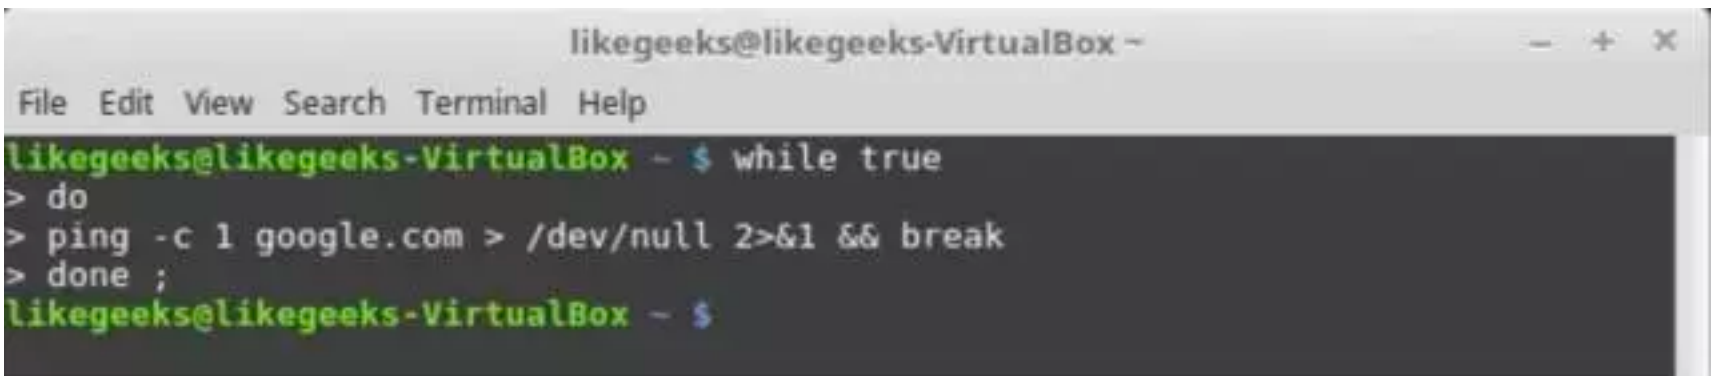 likegeeks@likegeeks-VirtualBox ~
File Edit View Search Terminal Help
likegeeks@likegeeks-VirtualBox ~ $ while true
> do
> ping -c 1 google.com > /dev/null 2>&1 && break
> done ;
likegeeks@likegeeks-VirtualBox ~ $